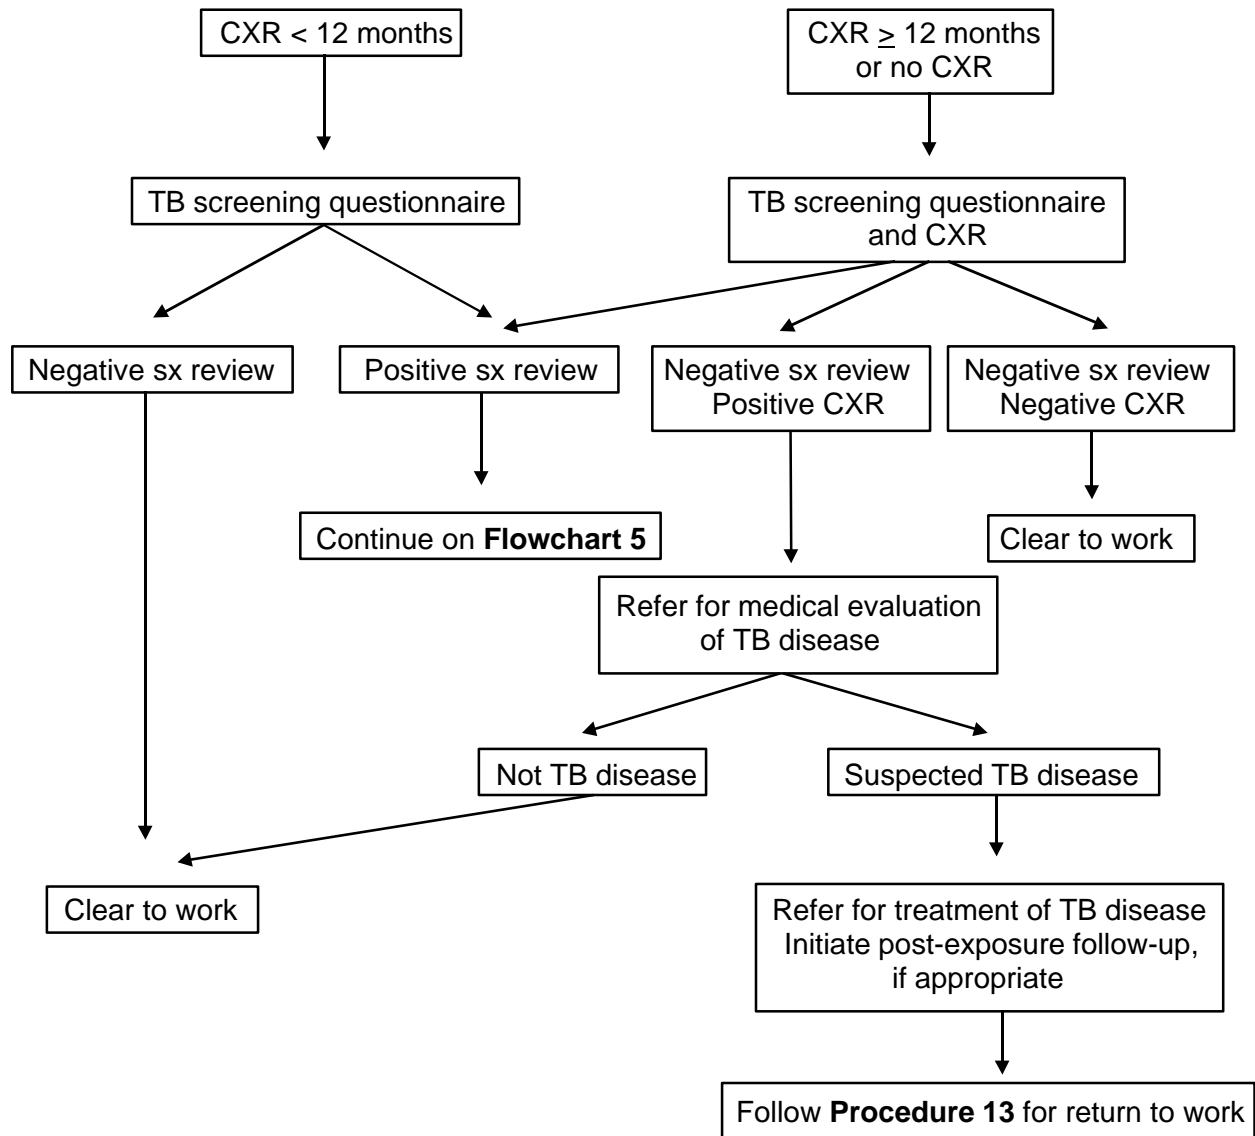 CXR < 12 months
CXR ≥ 12 months
or no CXR
TB screening questionnaire
TB screening questionnaire
and CXR
Negative sx review
Positive sx review
Negative sx review
Positive CXR
Negative sx review
Negative CXR
Continue on Flowchart 5
Clear to work
Refer for medical evaluation
of TB disease
Not TB disease
Suspected TB disease
Clear to work
Refer for treatment of TB disease
Initiate post-exposure follow-up,
if appropriate
Follow Procedure 13 for return to work